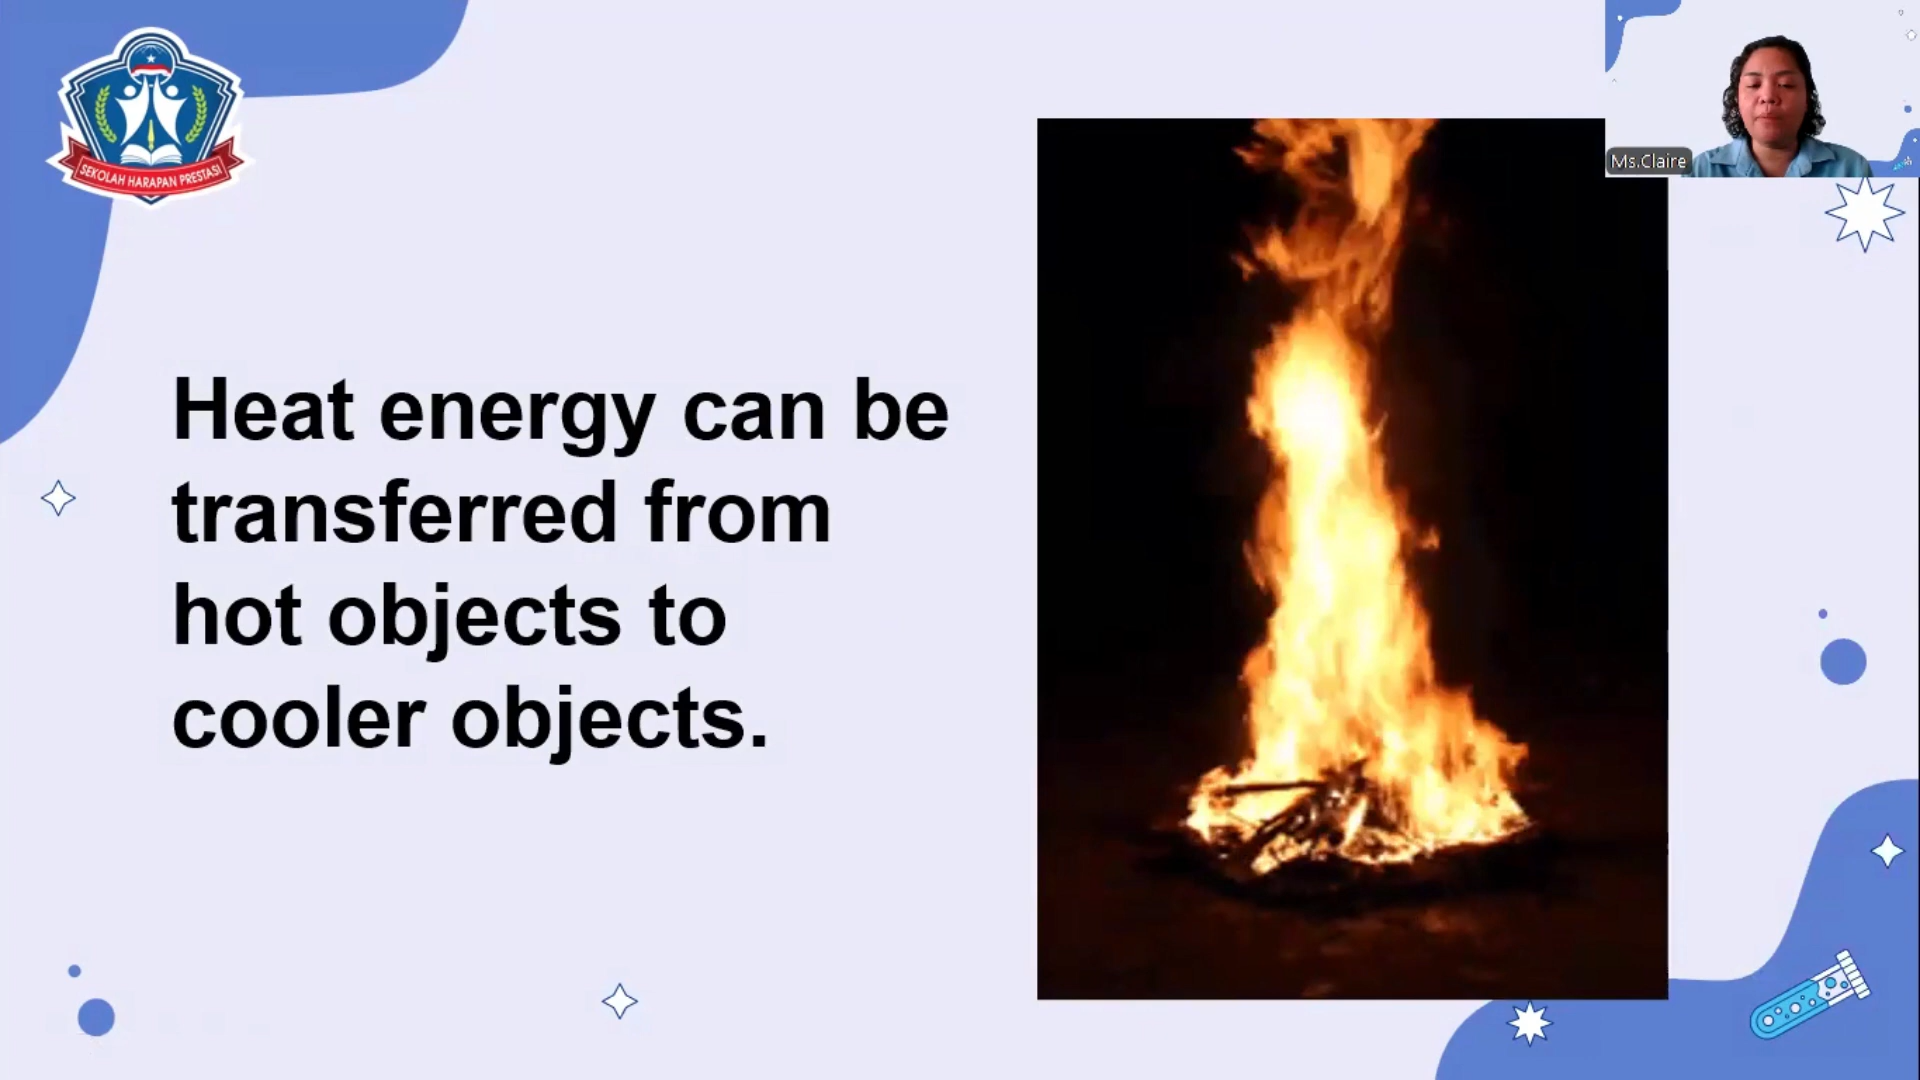 SEKOLAH HARAPAN PRESTASI
Ms.Claire
Heat energy can be
transferred from
hot objects to
cooler objects.